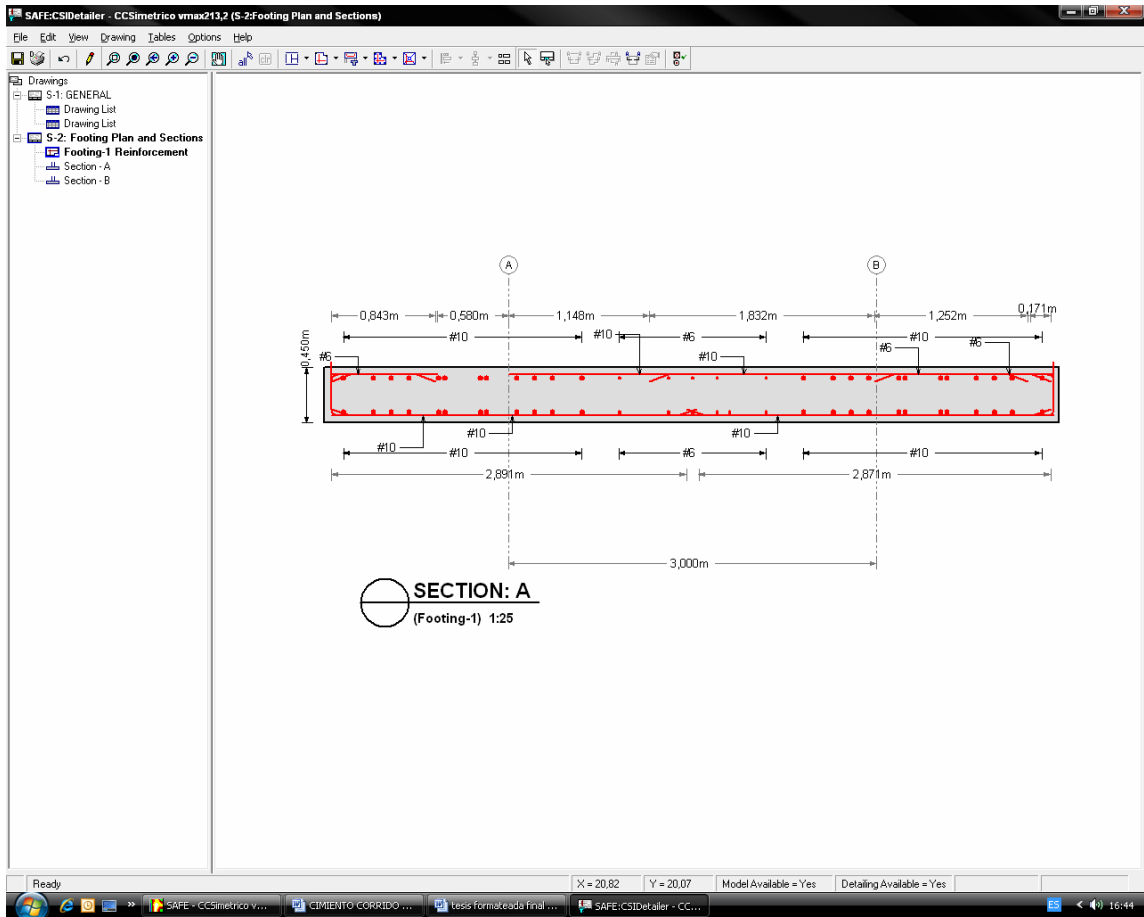 SAFE:CSIDetailer - CCSimetrico vmax213,2 (S-2:Footing Plan and Sections)
File Edit View Drawing Tables Options Help
all
Drawings
S-1: GENERAL
Drawing List
Drawing List
S-2: Footing Plan and Sections
Footing-1 Reinforcement
Section - A
Section - B
A B
0,843m 0,580m 1,148m 1,832m 1,252m 0,171m
#10 #10 #6 #10
0,450m #6 #10 #6 #6
#10 #10 #10
#10 #6 #10
2,891m 2,871m
3,000m
SECTION: A
(Footing-1) 1:25
Ready X = 20,82 Y = 20,07 Model Available = Yes Detailing Available = Yes
» SAFE - CCSimetrico v... CIMIENTO CORRIDO ... tesis formateada final ... SAFE:CSIDetailer - CC... ES < 16:44